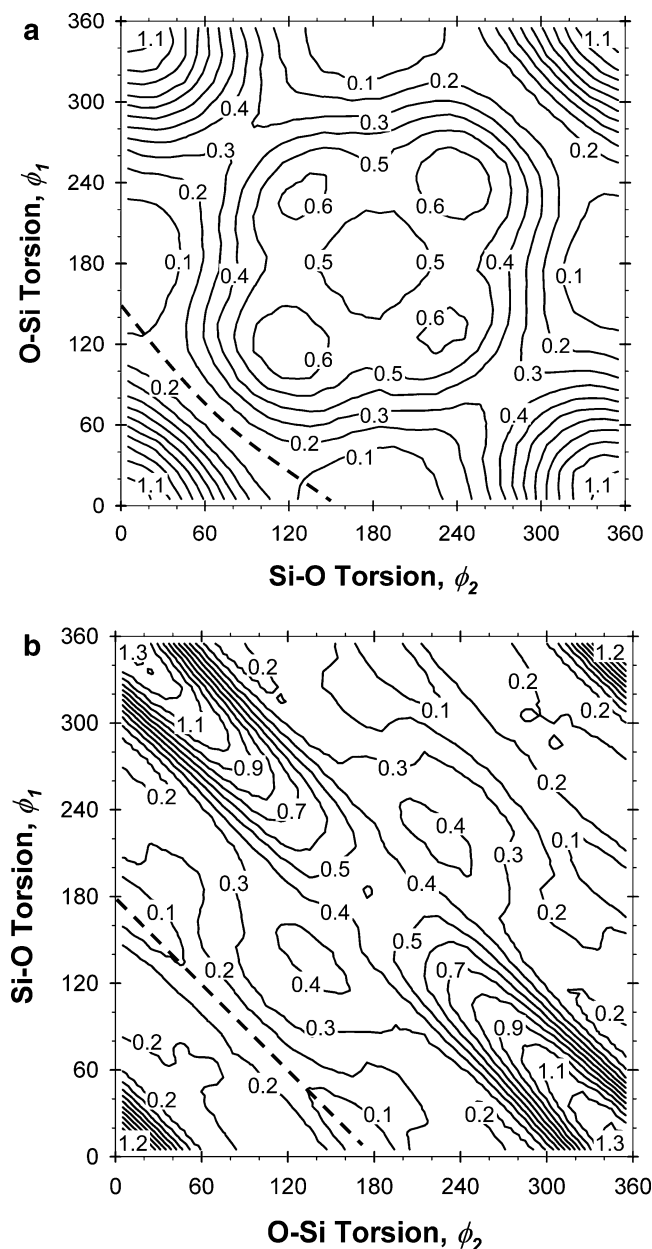 a
360
300
240
180
120
60
0
O-Si Torsion, ϕ1
1.1 0.1 0.2 1.1
0.4 0.3 0.2
0.3 0.5
0.2 0.6 0.6
0.1 0.4 0.5 0.5 0.4 0.1
0.6 0.2
0.6 0.5 0.3
0.2 0.3 0.4
0.2 0.1
1.1 1.1
0 60 120 180 240 300 360
Si-O Torsion, ϕ2
b
360
300
240
180
120
60
0
Si-O Torsion, ϕ1
1.3 0.2 0.2 1.2
1.1 0.1 0.2
0.9 0.3
0.2 0.7 0.4 0.2
0.5 0.3 0.1
0.3 0.4
0.1 0.4 0.2
0.2 0.4 0.5 0.7
0.3 0.9 0.2
0.2 0.2 1.1
0.2 0.1 0.2
1.2 1.3
0 60 120 180 240 300 360
O-Si Torsion, ϕ2